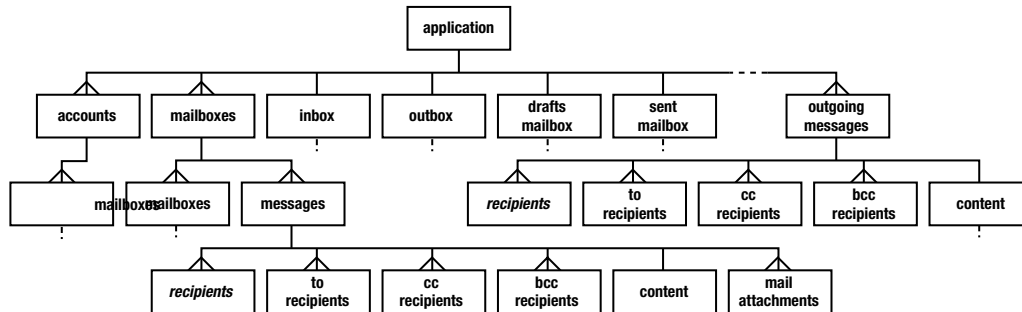 application
accounts
mailboxes
inbox
outbox
drafts
mailbox
sent
mailbox
outgoing
messages
mailboxes
mailboxes
messages
recipients
to
recipients
cc
recipients
bcc
recipients
content
recipients
to
recipients
cc
recipients
bcc
recipients
content
mail
attachments